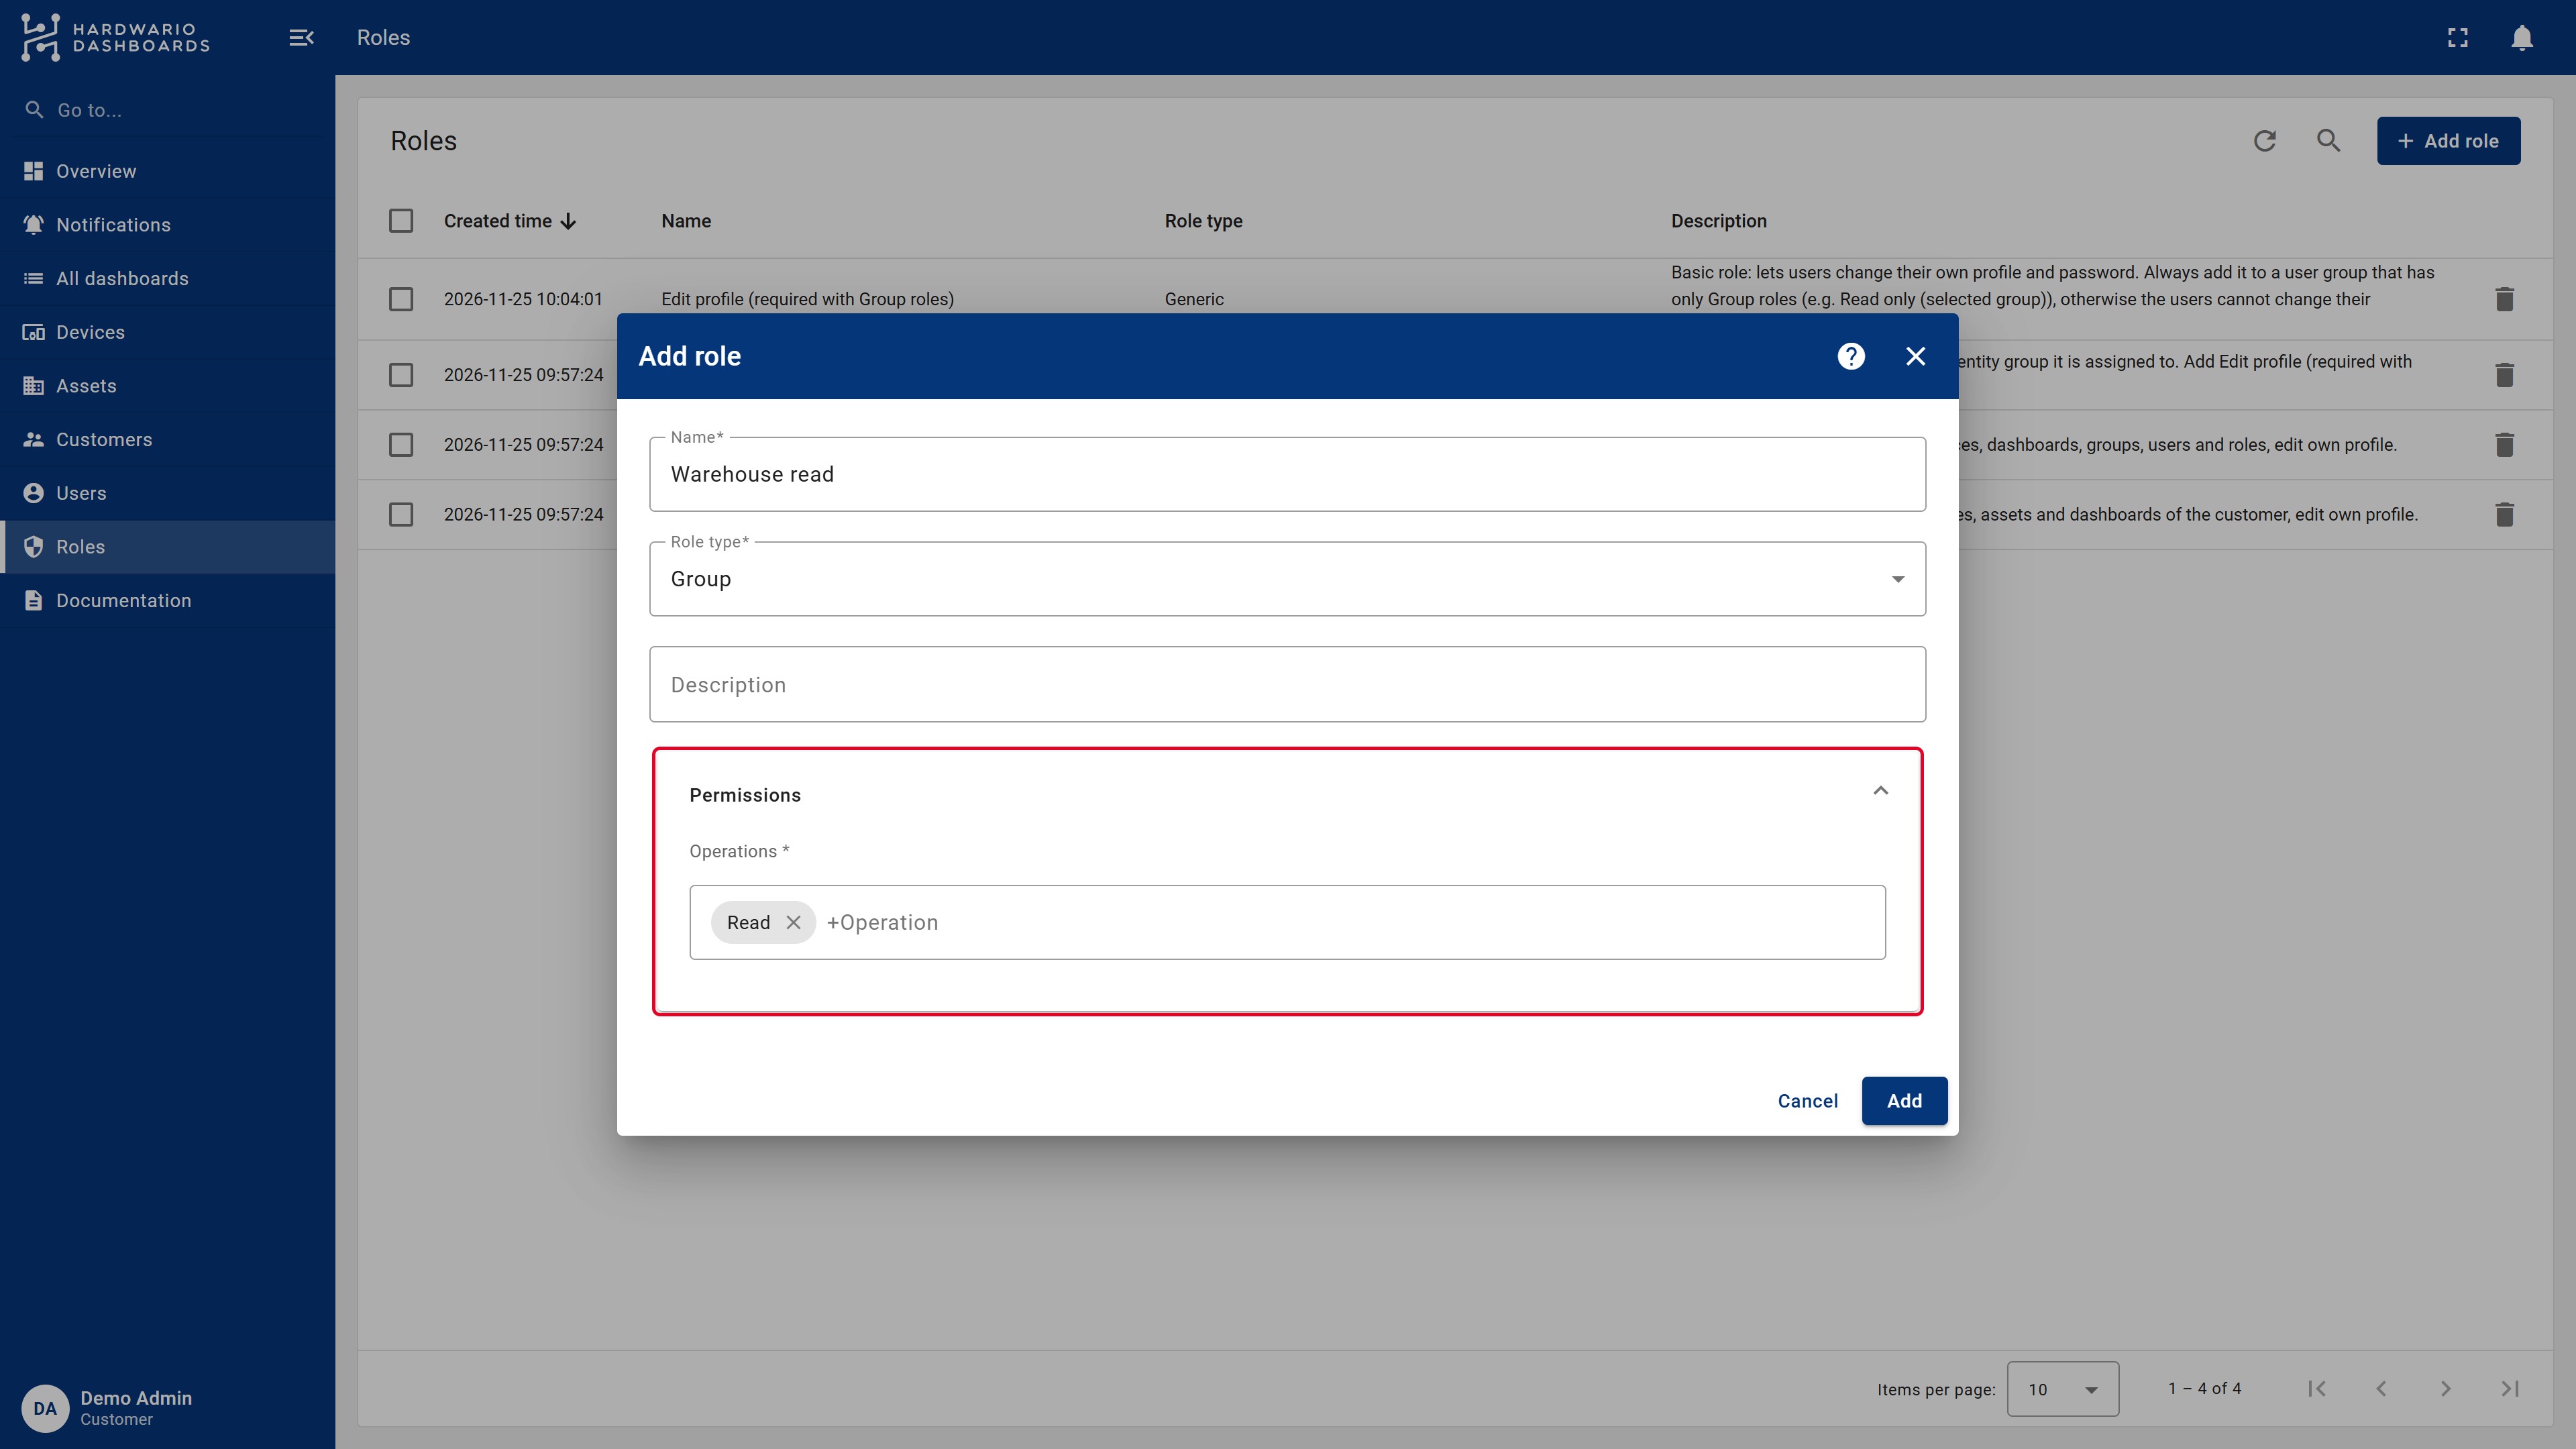 HARDWARIO
DASHBOARDS
Roles
Go to...
Overview
Notifications
All dashboards
Devices
Assets
Customers
Users
Roles
Documentation
DA
Demo Admin
Customer
Roles
+ Add role
Created time
Name
Role type
Description
2026-11-25 10:04:01
Edit profile (required with Group roles)
Generic
Basic role: lets users change their own profile and password. Always add it to a user group that has
only Group roles (e.g. Read only (selected group)), otherwise the users cannot change their
2026-11-25 09:57:24
entity group it is assigned to. Add Edit profile (required with
2026-11-25 09:57:24
es, dashboards, groups, users and roles, edit own profile.
2026-11-25 09:57:24
s, assets and dashboards of the customer, edit own profile.
Add role
?
Name*
Warehouse read
Role type*
Group
Description
Permissions
Operations *
Read
+Operation
Cancel
Add
Items per page:
10
1 – 4 of 4